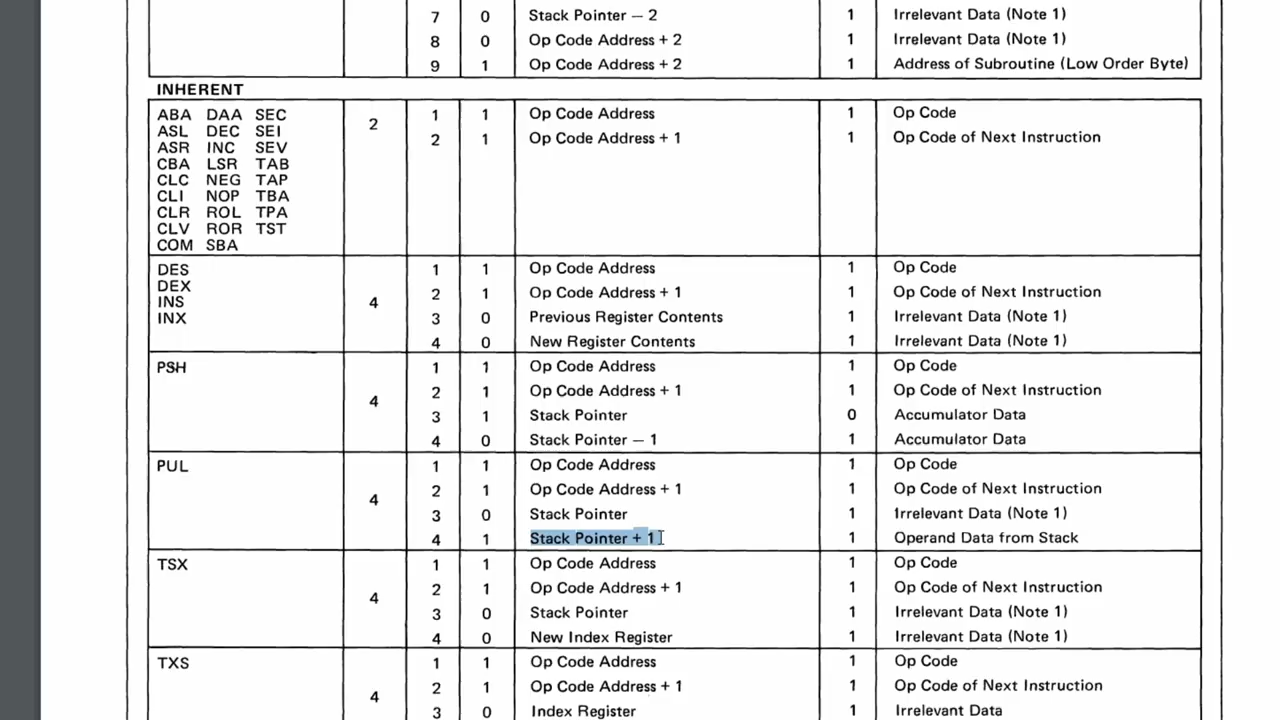 7 0 Stack Pointer — 2 1 Irrelevant Data (Note 1)
8 0 Op Code Address + 2 1 Irrelevant Data (Note 1)
9 1 Op Code Address + 2 1 Address of Subroutine (Low Order Byte)
INHERENT
ABA DAA SEC 2 1 1 Op Code Address 1 Op Code
ASL DEC SEI 2 1 Op Code Address + 1 1 Op Code of Next Instruction
ASR INC SEV
CBA LSR TAB
CLC NEG TAP
CLI NOP TBA
CLR ROL TPA
CLV ROR TST
COM SBA
DES 4 1 1 Op Code Address 1 Op Code
DEX 2 1 Op Code Address + 1 1 Op Code of Next Instruction
INS 3 0 Previous Register Contents 1 Irrelevant Data (Note 1)
INX 4 0 New Register Contents 1 Irrelevant Data (Note 1)
PSH 4 1 1 Op Code Address 1 Op Code
2 1 Op Code Address + 1 1 Op Code of Next Instruction
3 1 Stack Pointer 0 Accumulator Data
4 0 Stack Pointer — 1 1 Accumulator Data
PUL 4 1 1 Op Code Address 1 Op Code
2 1 Op Code Address + 1 1 Op Code of Next Instruction
3 0 Stack Pointer 1 Irrelevant Data (Note 1)
4 1 Stack Pointer + 1 1 Operand Data from Stack
TSX 4 1 1 Op Code Address 1 Op Code
2 1 Op Code Address + 1 1 Op Code of Next Instruction
3 0 Stack Pointer 1 Irrelevant Data (Note 1)
4 0 New Index Register 1 Irrelevant Data (Note 1)
TXS 4 1 1 Op Code Address 1 Op Code
2 1 Op Code Address + 1 1 Op Code of Next Instruction
3 0 Index Register 1 Irrelevant Data